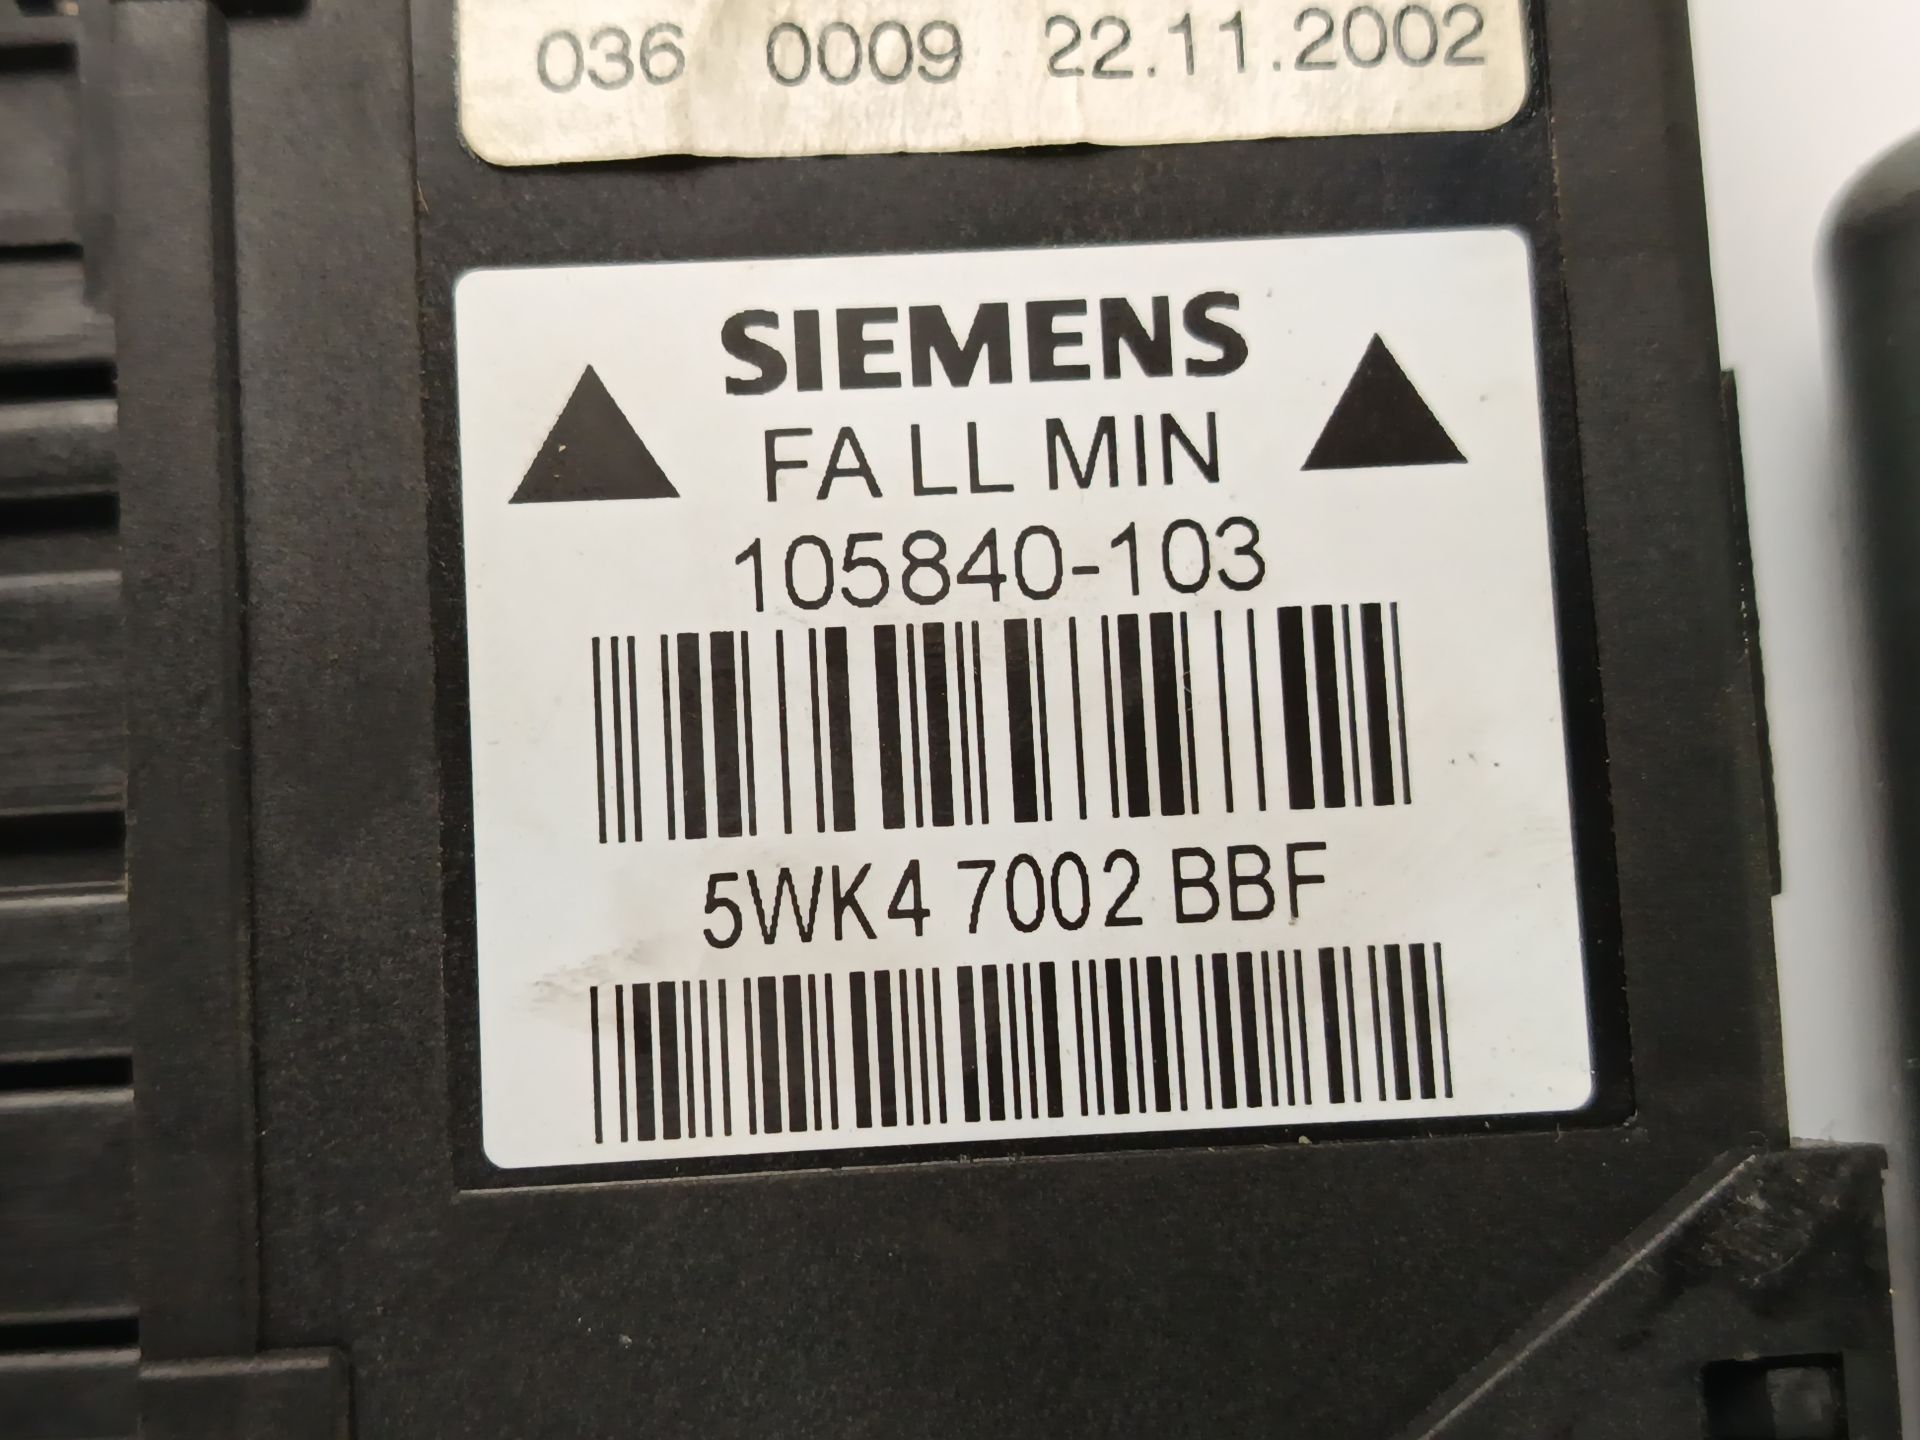 036 0009 22.11.2002
SIEMENS
FA LL MIN
105840-103
5WK4 7002 BBF